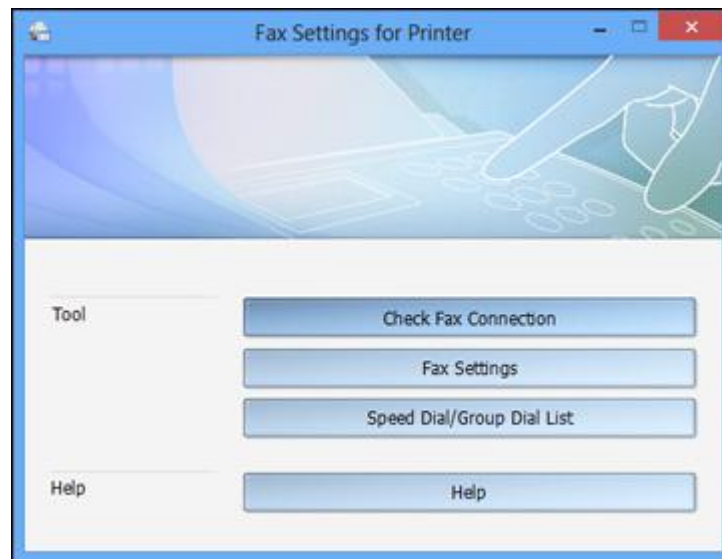 Fax Settings for Printer
Tool
Check Fax Connection
Fax Settings
Speed Dial/Group Dial List
Help
Help